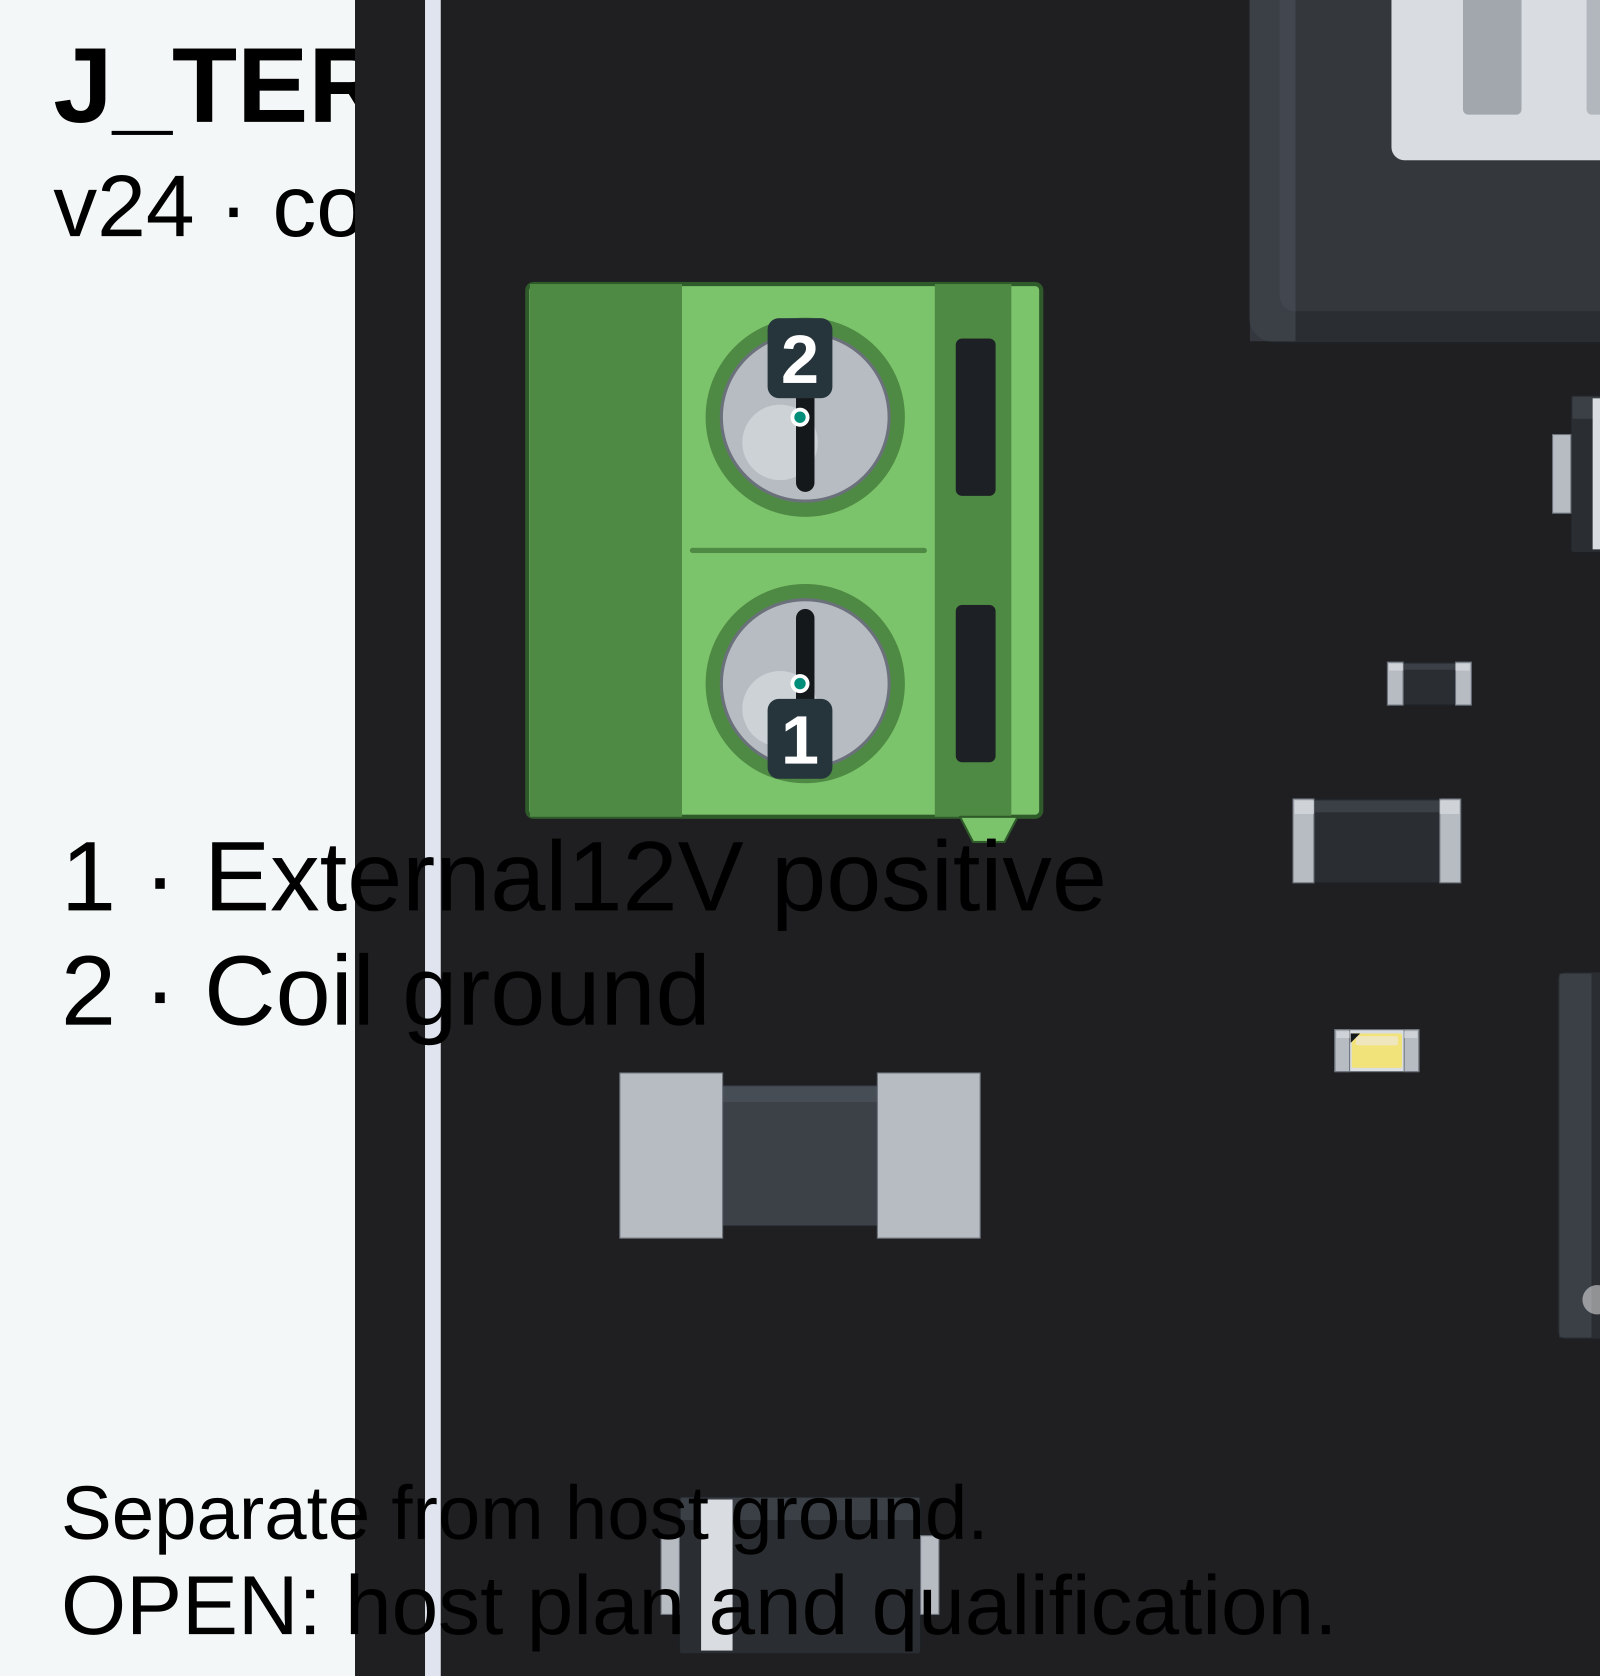 J_TER
v24 · co
2
1
1 · External12V positive
2 · Coil ground
Separate from host ground.
OPEN: host plan and qualification.